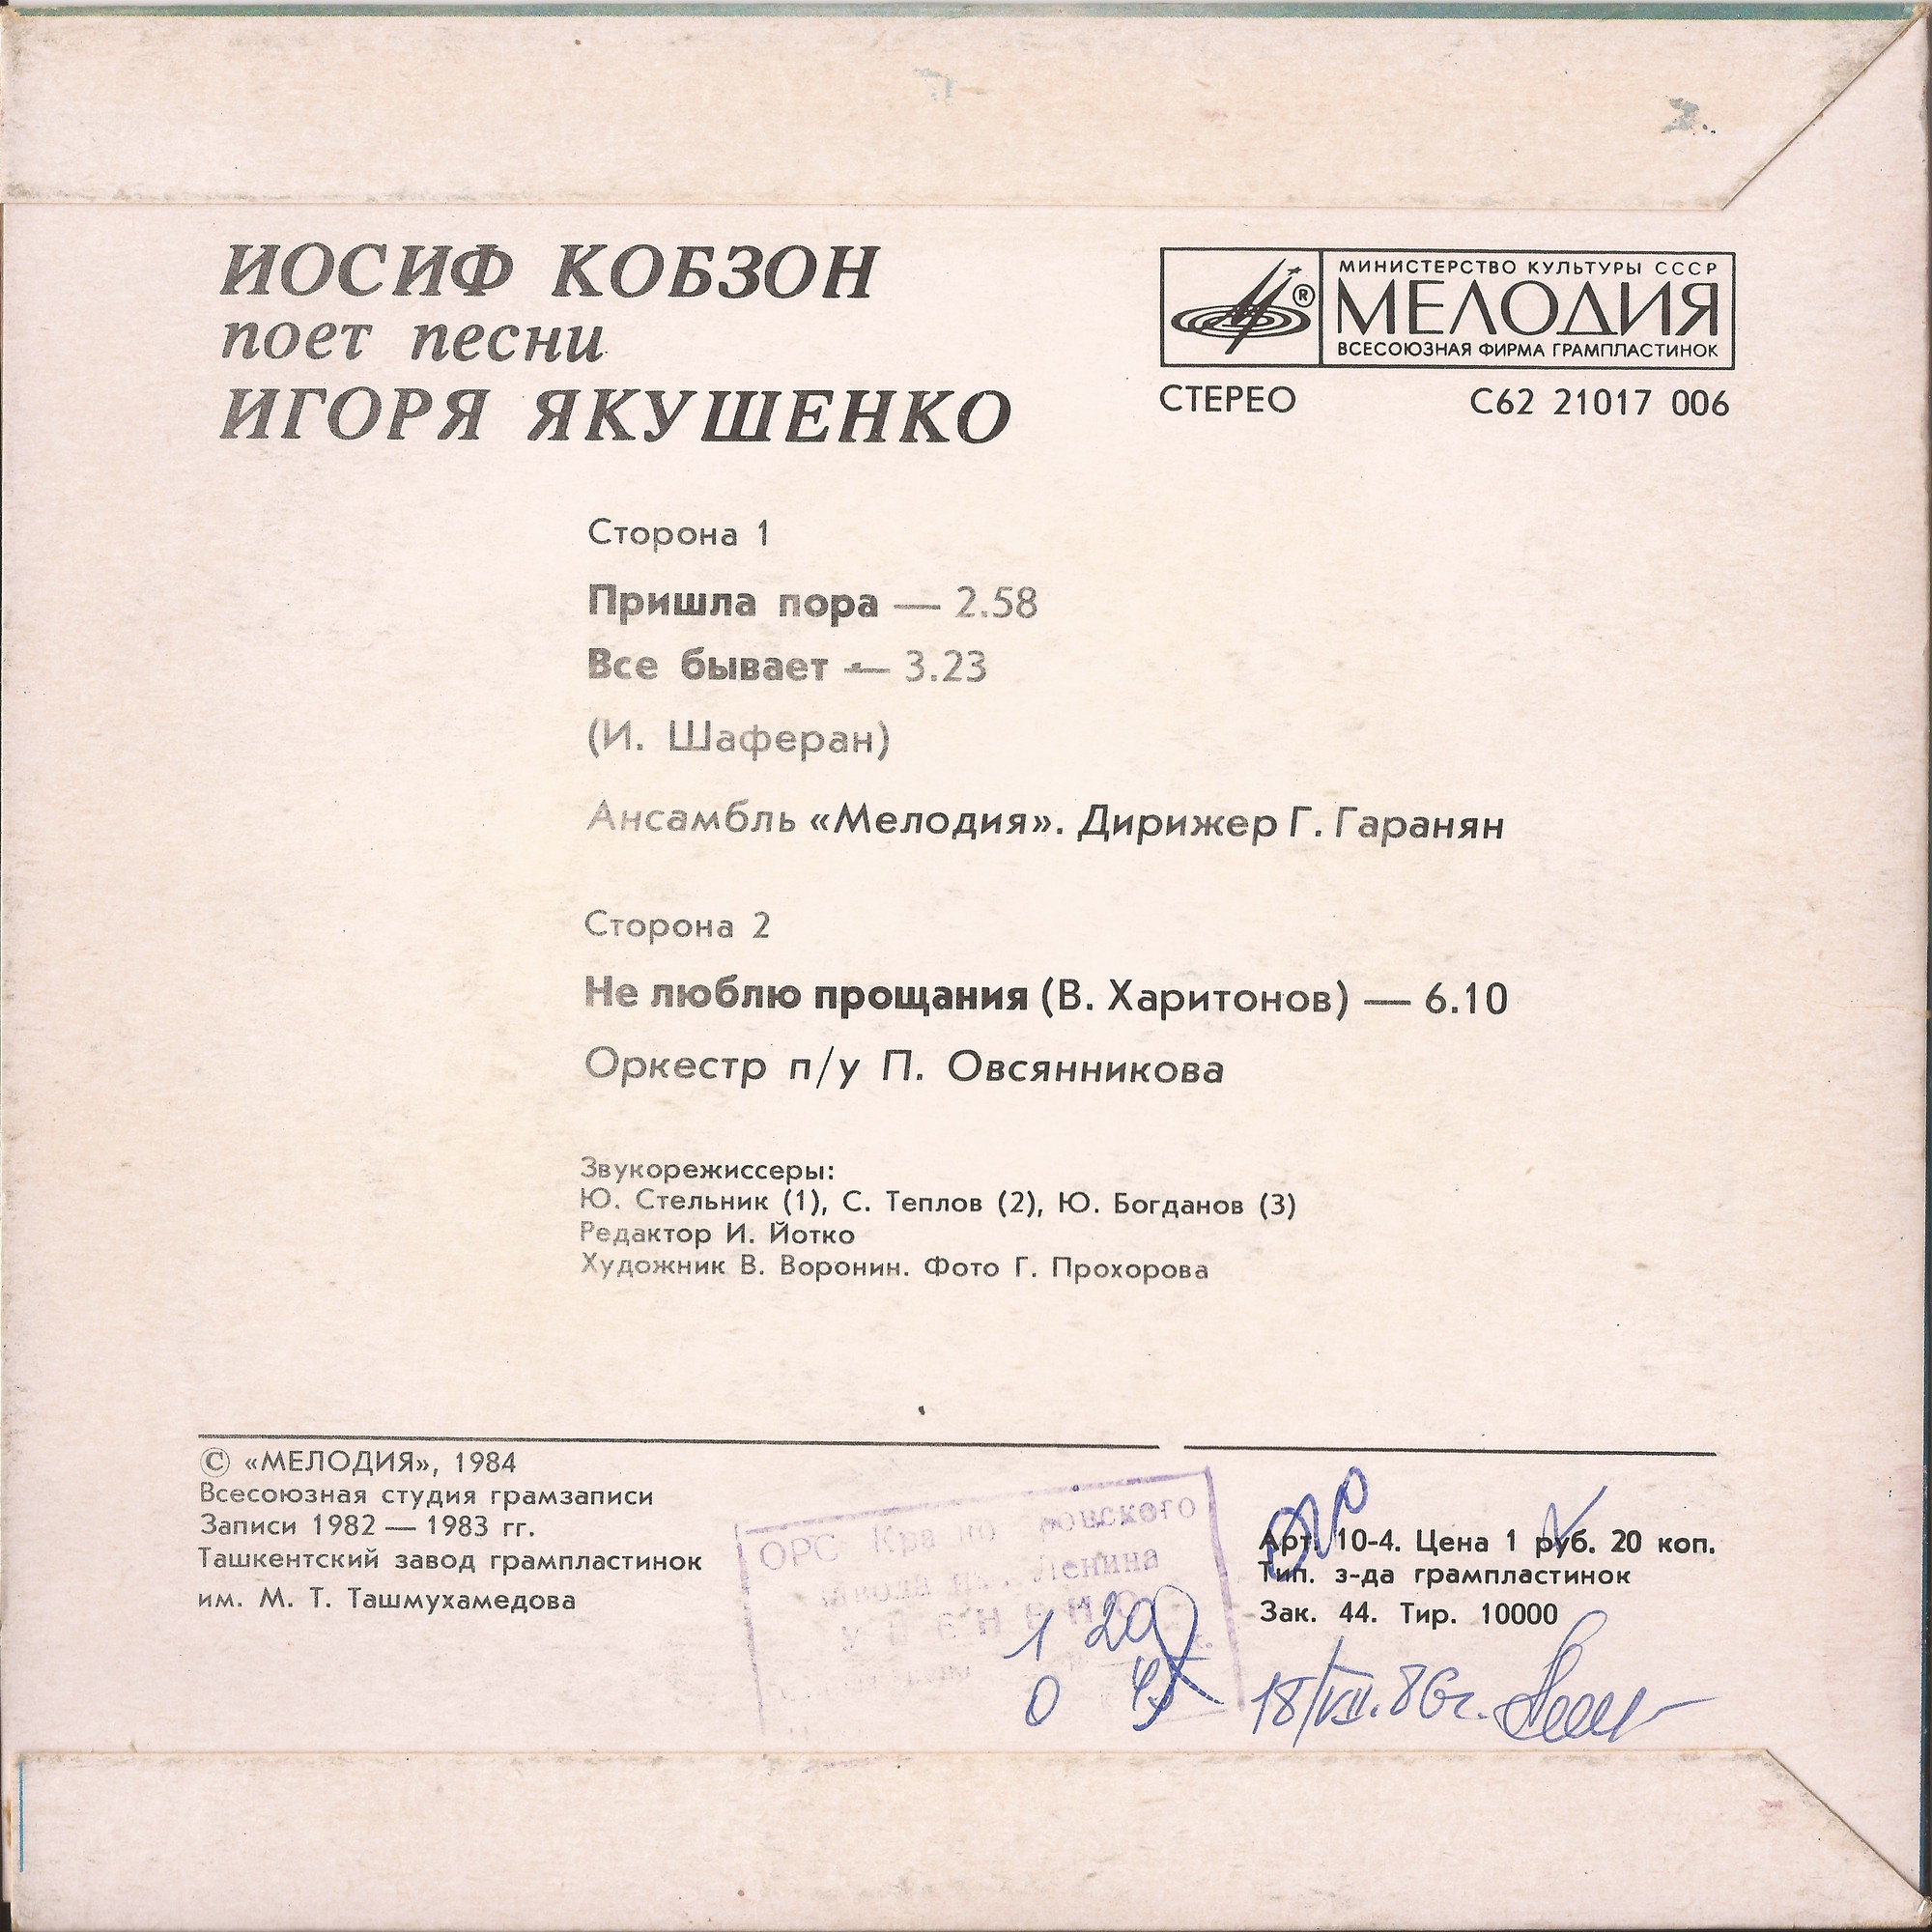 ИОСИФ КОБЗОН
поет песни
ИГОРЯ ЯКУШЕНКО
®
МИНИСТЕРСТВО КУЛЬТУРЫ СССР
МЕЛОДИЯ
ВСЕСОЮЗНАЯ ФИРМА ГРАМПЛАСТИНОК
СТЕРЕО С62 21017 006
Сторона 1
Пришла пора — 2.58
Все бывает — 3.23
(И. Шаферан)
Ансамбль «Мелодия». Дирижер Г. Гаранян
Сторона 2
Не люблю прощания (В. Харитонов) — 6.10
Оркестр п/у П. Овсянникова
Звукорежиссеры:
Ю. Стельник (1), С. Теплов (2), Ю. Богданов (3)
Редактор И. Йотко
Художник В. Воронин. Фото Г. Прохорова
© «МЕЛОДИЯ», 1984
Всесоюзная студия грамзаписи
Записи 1982 — 1983 гг.
Ташкентский завод грампластинок
им. М. Т. Ташмухамедова
ОРС
Ленина
1 20
0
Арт. 10-4. Цена 1 руб. 20 коп.
Тип. з-да грампластинок
Зак. 44. Тир. 10000
18/VII.86г.